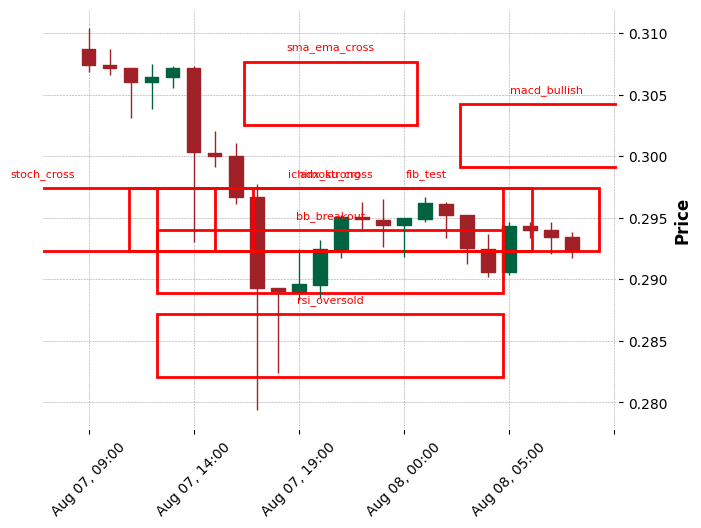 0.310
sma_ema_cross
0.305
macd_bullish
0.300
stoch_cross
fib_test
0.295
Price
bb_breakout
0.290
rsi_oversold
0.285
0.280
Aug 07, 09:00
Aug 07, 14:00
Aug 07, 19:00
Aug 08, 00:00
Aug 08, 05:00